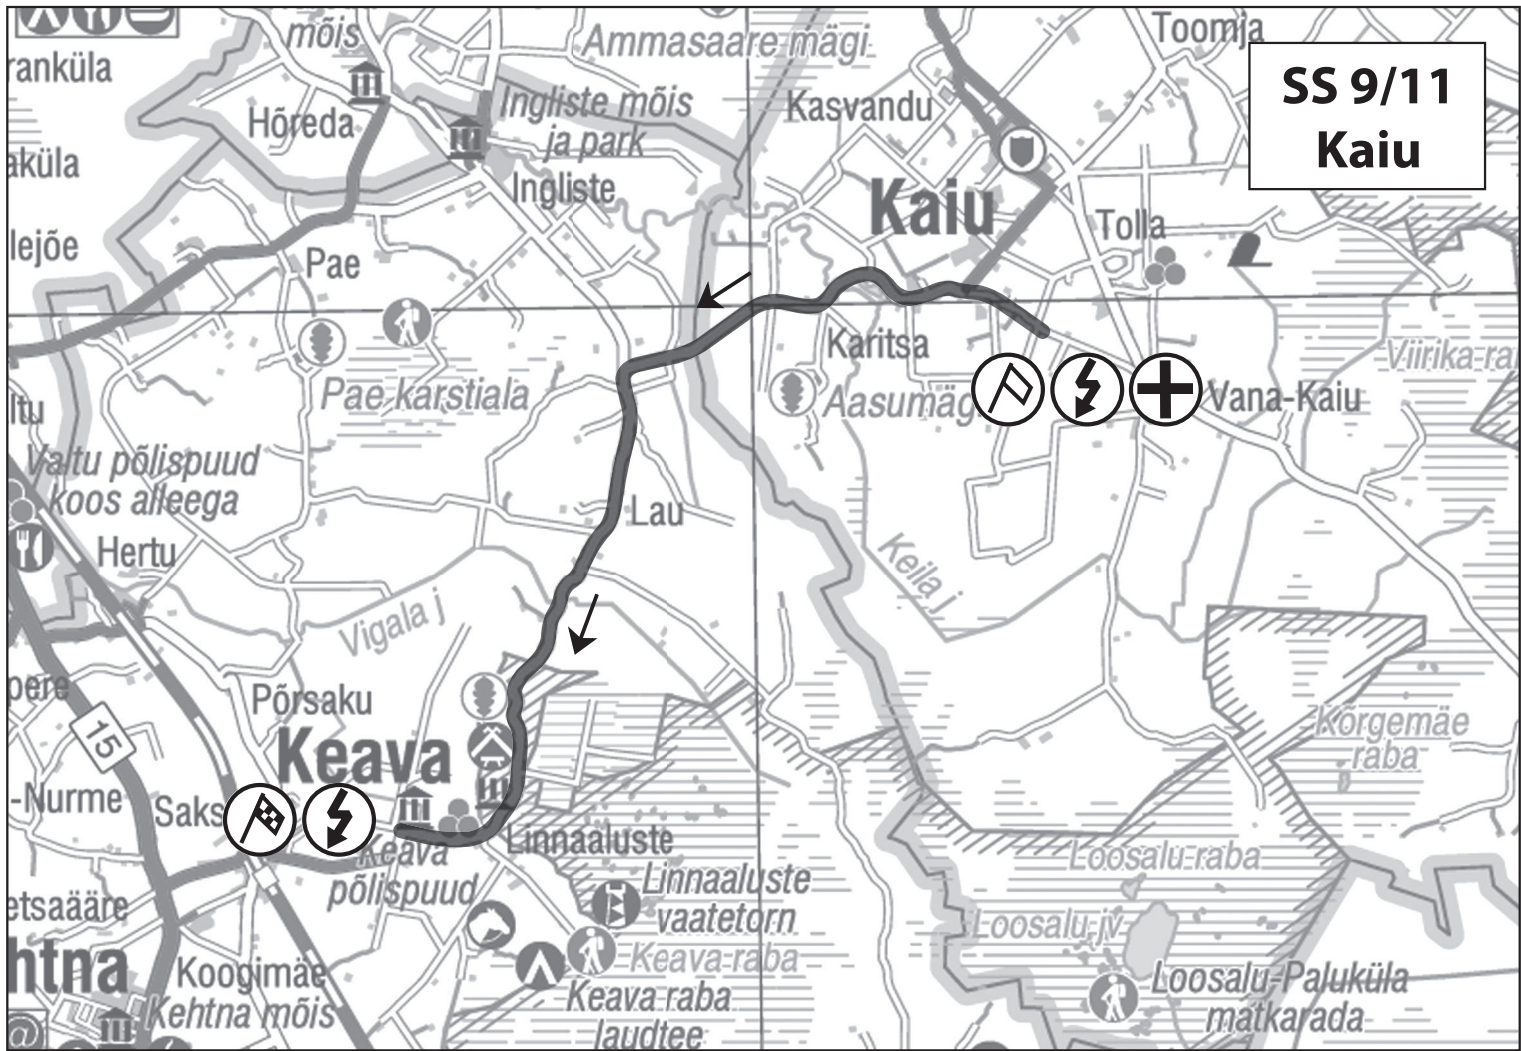 SS 9/11
Kaiu
mõis
Ammasaare mägi
Toomja
ranküla
Hõreda
Ingliste mõis
ja park
Kasvandu
aküla
Ingliste
Kaiu
Tolla
lejõe
Pae
Karitsa
Viirika ra
Pae karstiala
Aasumäg
Vana-Kaiu
ltu
Valtu põlispuud
koos alleega
Lau
Hertu
Keila j
Vigala j
pere
Põrsaku
15
Keava
Kõrgemäe
raba
-Nurme
Saks
Linnaaluste
Keava
põlispuud
Loosalu raba
Linnaaluste
vaatetorn
etsaääre
Loosalu jv
Keava raba
htna
Koogimäe
Loosalu-Paluküla
matkarada
Keava raba
laudtee
Kehtna mõis
@